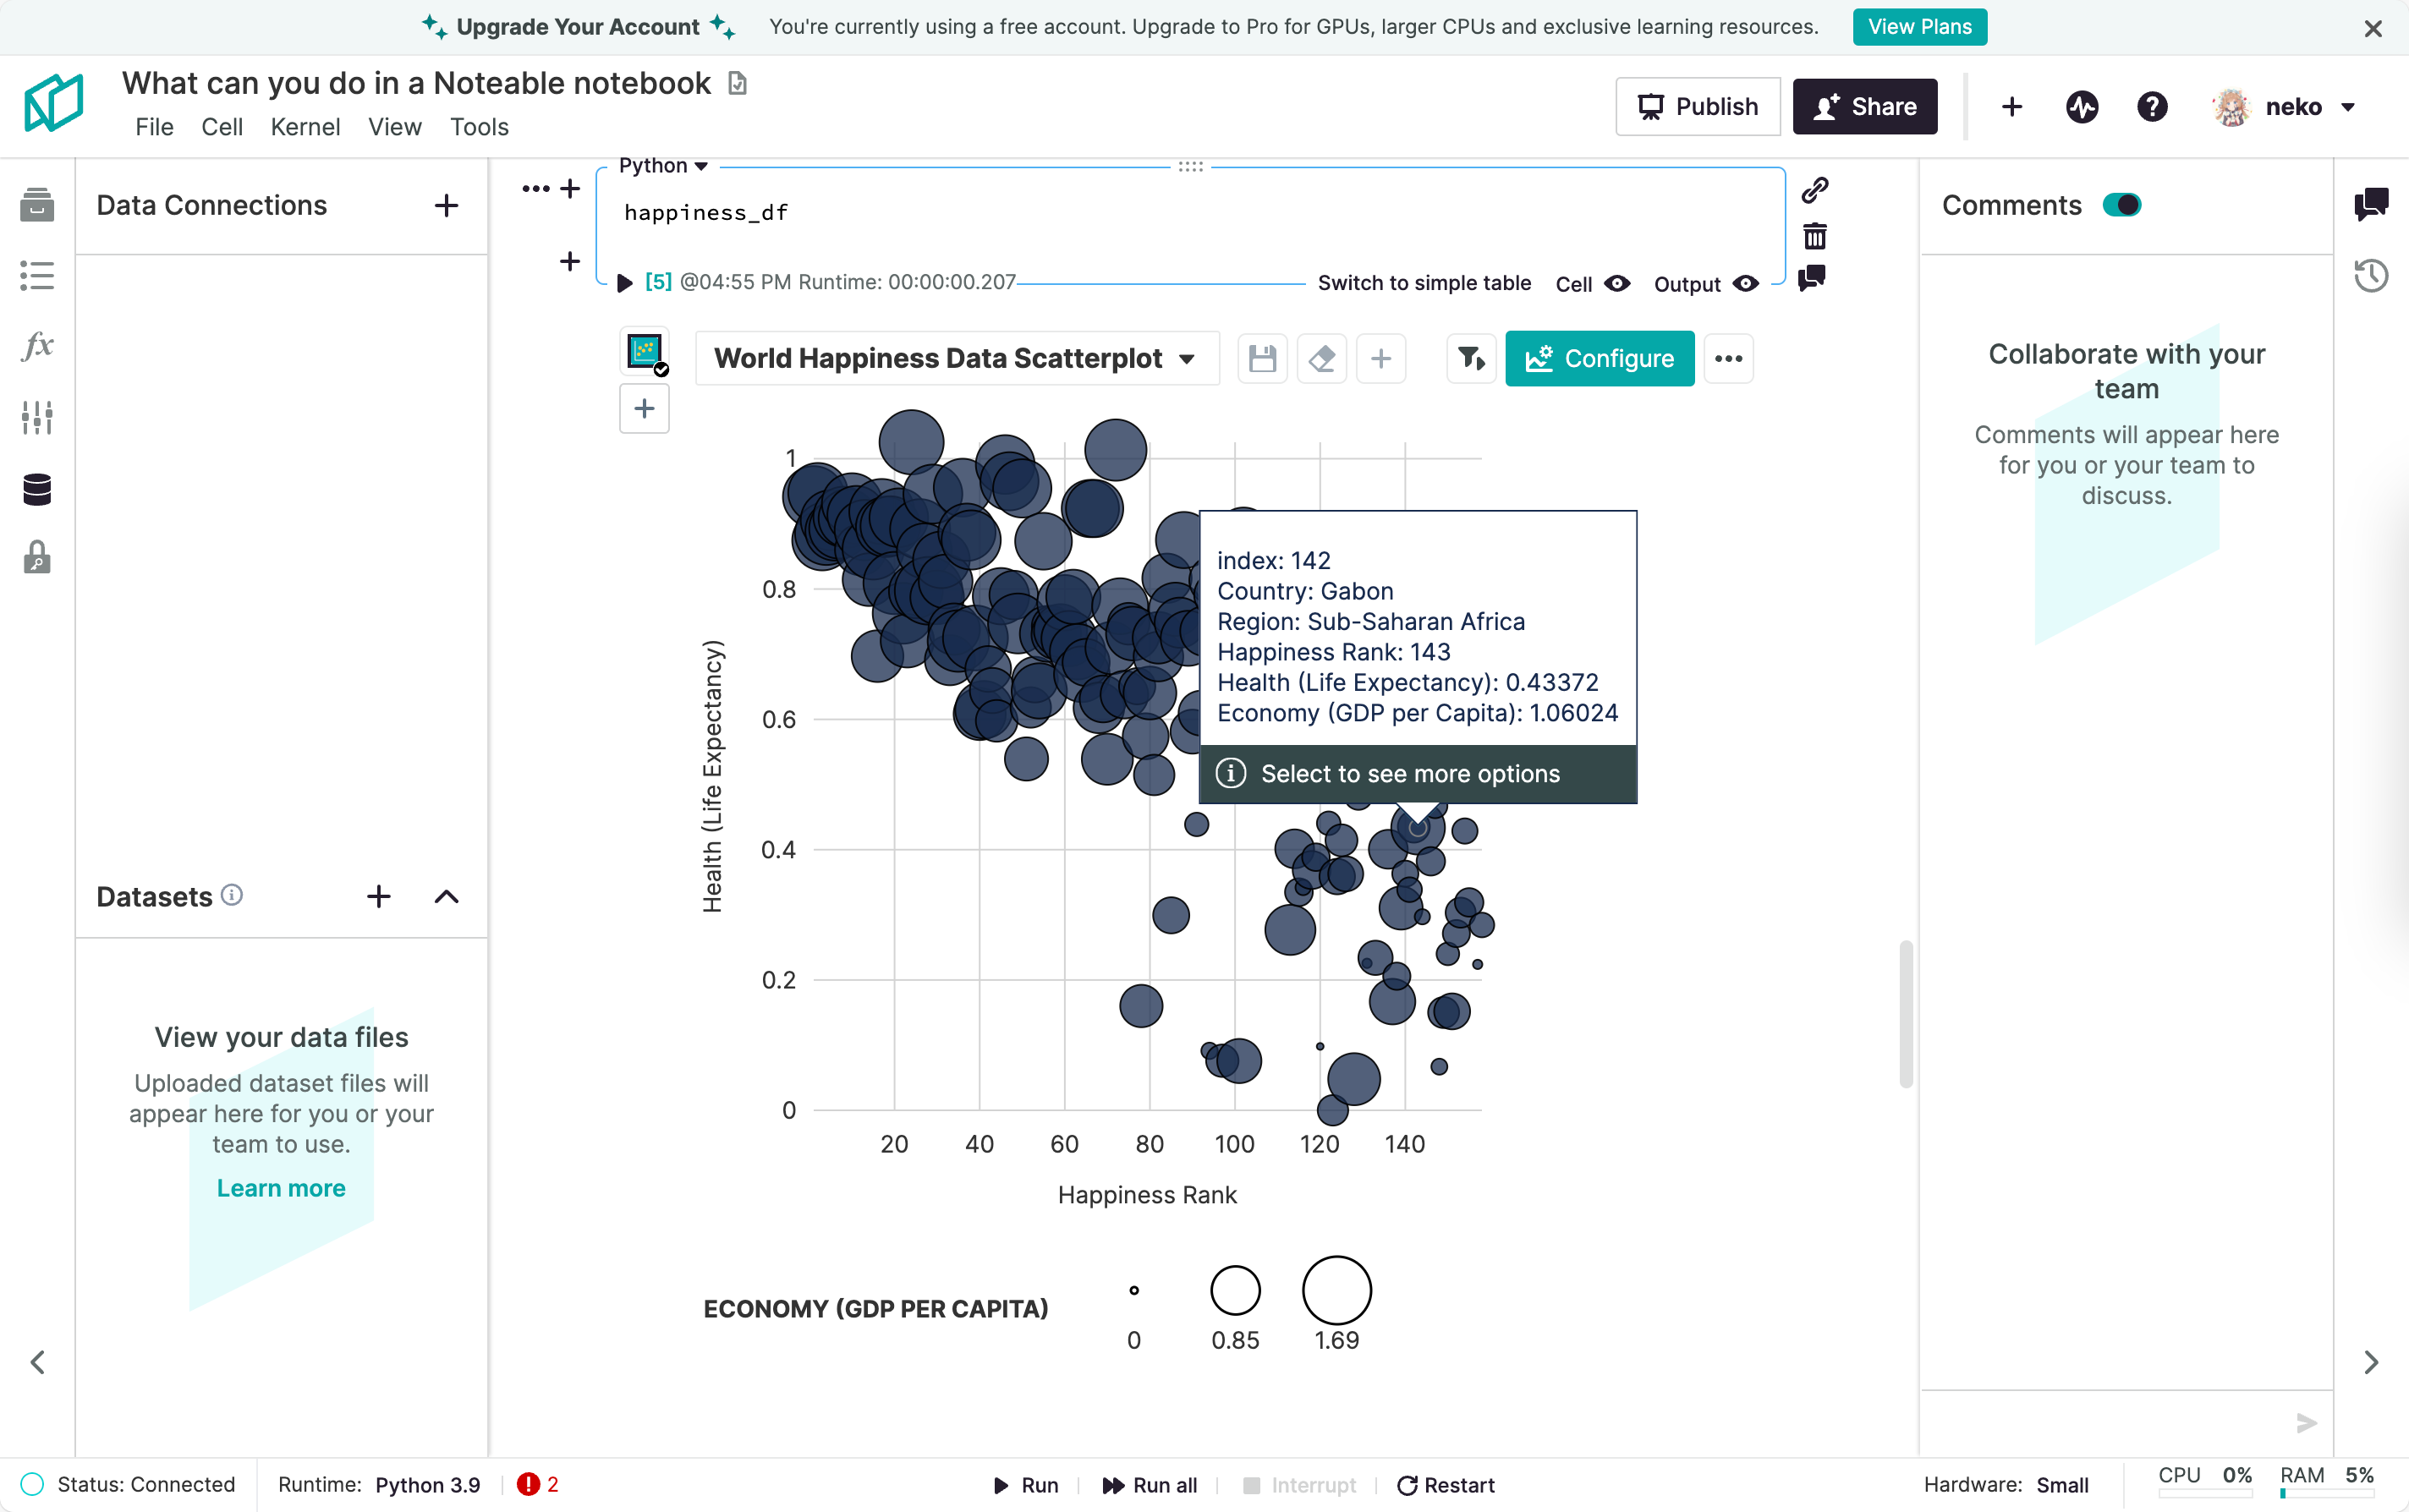 Upgrade Your Account
You're currently using a free account. Upgrade to Pro for GPUs, larger CPUs and exclusive learning resources.
View Plans
What can you do in a Noteable notebook
File Cell Kernel View Tools
Publish
Share
neko
Data Connections
Python
happiness_df
[5] @04:55 PM Runtime: 00:00:00.207
Switch to simple table
Cell
Output
World Happiness Data Scatterplot
Configure
1
0.8
0.6
0.4
0.2
0
Health (Life Expectancy)
20 40 60 80 100 120 140
Happiness Rank
index: 142
Country: Gabon
Region: Sub-Saharan Africa
Happiness Rank: 143
Health (Life Expectancy): 0.43372
Economy (GDP per Capita): 1.06024
Select to see more options
ECONOMY (GDP PER CAPITA)
0 0.85 1.69
Datasets
View your data files
Uploaded dataset files will
appear here for you or your
team to use.
Learn more
Comments
Collaborate with your
team
Comments will appear here
for you or your team to
discuss.
Status: Connected
Runtime: Python 3.9
2
Run
Run all
Interrupt
Restart
Hardware: Small
CPU 0%
RAM 5%